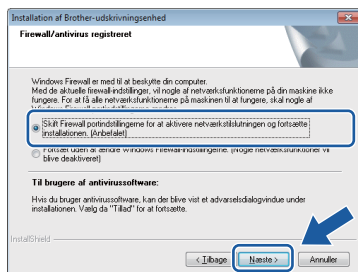 Installation af Brother-udskrivningsenhed
Firewall/antivirus registreret
Windows Firewall er med til at beskytte din computer.
Med de aktuelle firewall-indstillinger, vil nogle af netværksfunktionerne på din maskine ikke
fungere. For at få alle netværksfunktionerne på maskinen til at fungere, skal nogle af
Skift Firewall portindstillingerne for at aktivere netværkstilslutningen og fortsætte
installationen. (Anbefalet)
Fortsæt uden at ændre Windows Firewall-indstillingerne. (Nogle netværksfunktioner vil
blive deaktiveret)
Til brugere af antivirussoftware:
Hvis du bruger antivirussoftware, kan der blive vist et advarselsdialogvindue under
installationen. Vælg da "Tillad" for at fortsætte.
InstallShield
< Tilbage
Næste >
Annuller